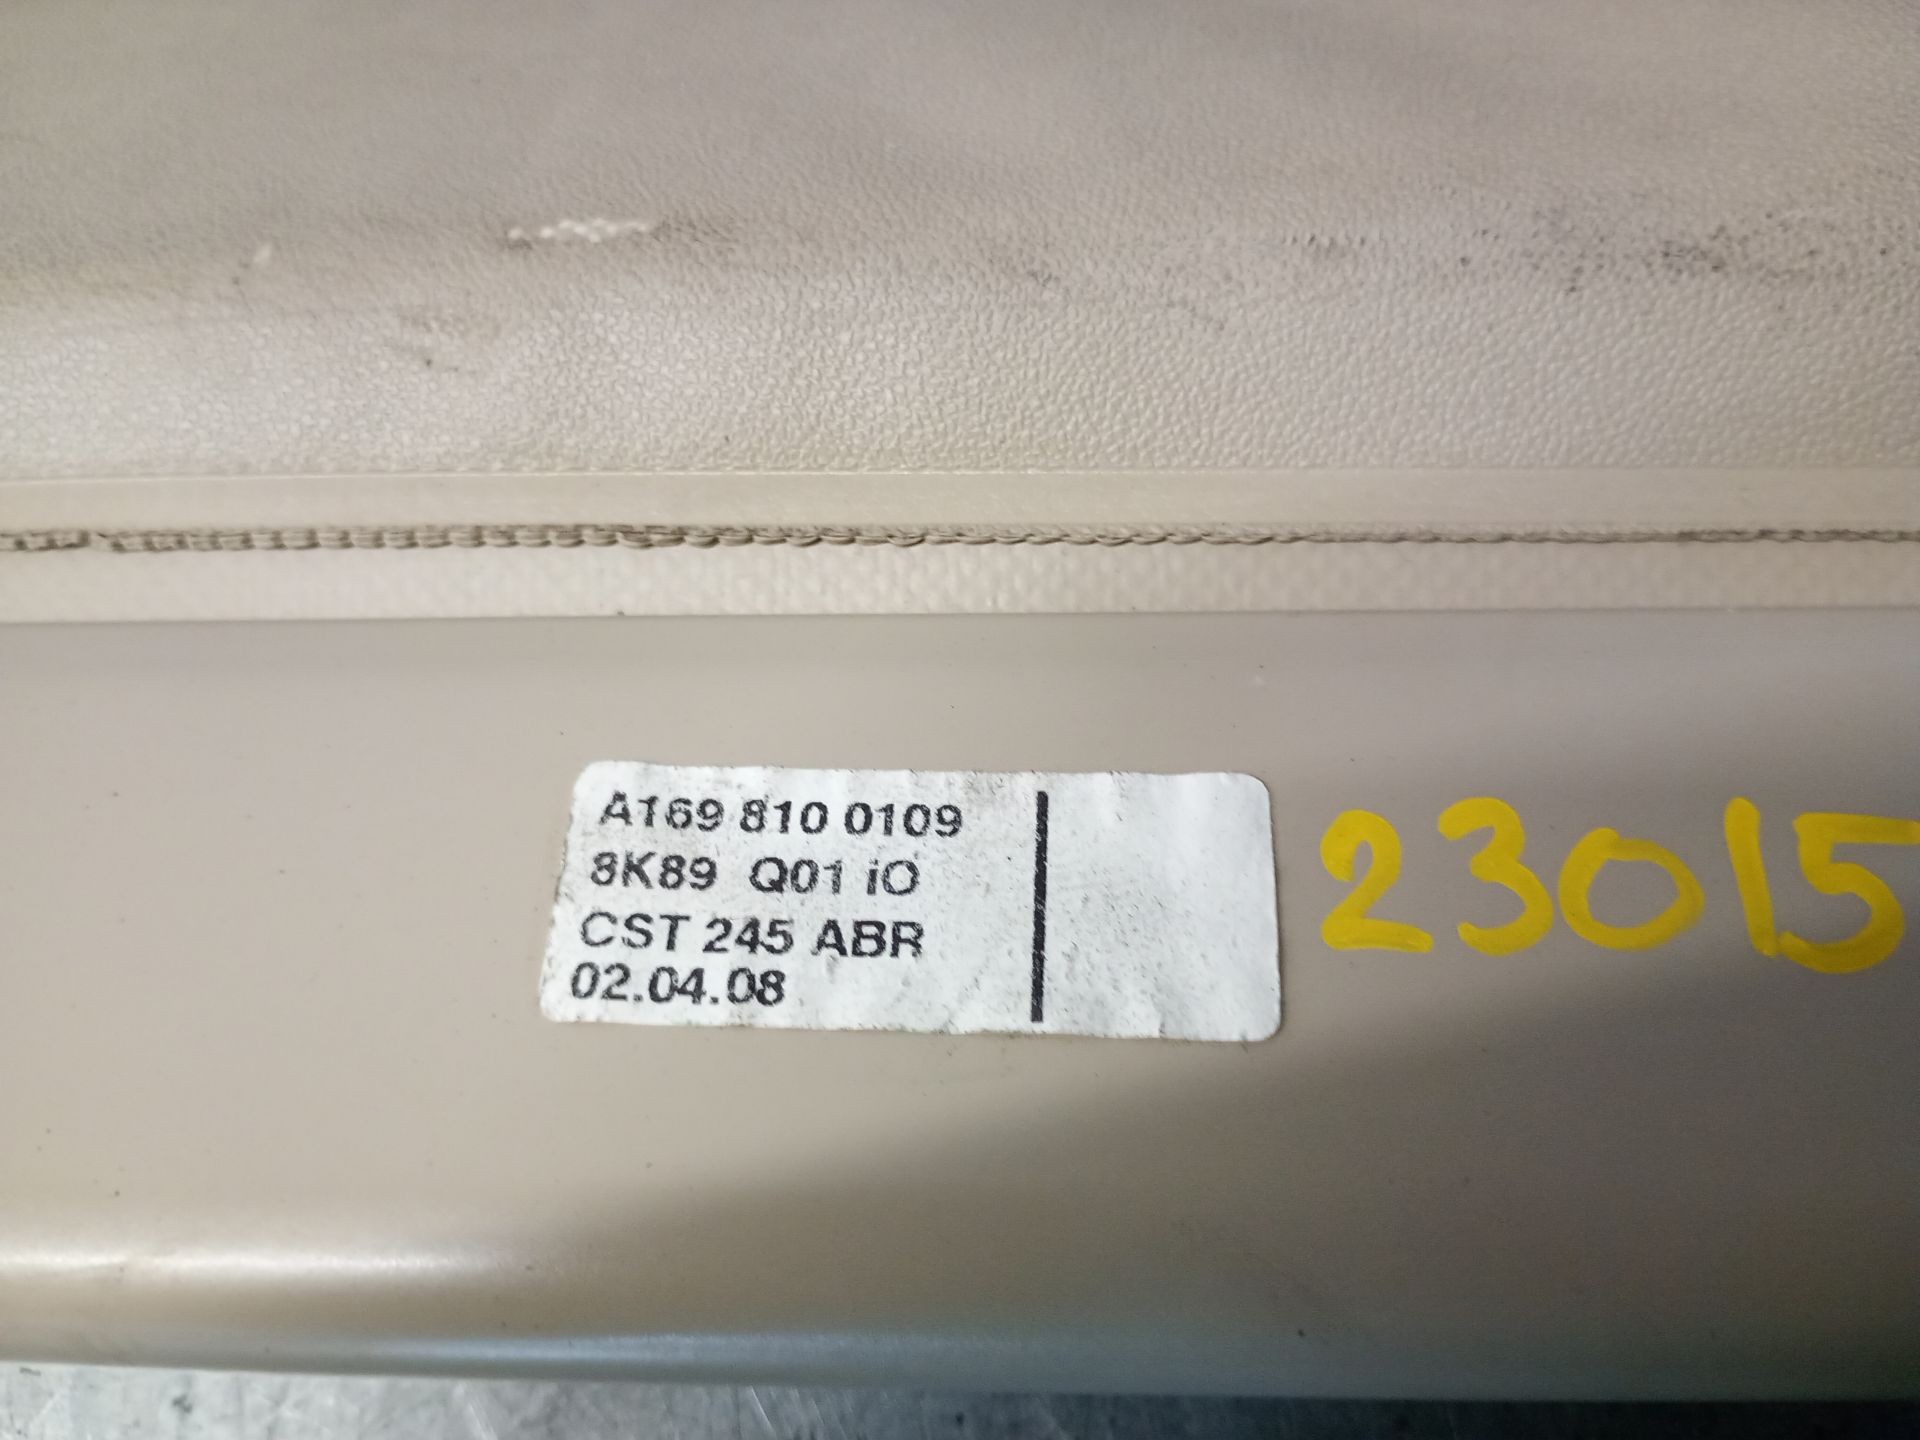 A169 810 0109
8K89 Q01 iO
CST 245 ABR
02.04.08
23015